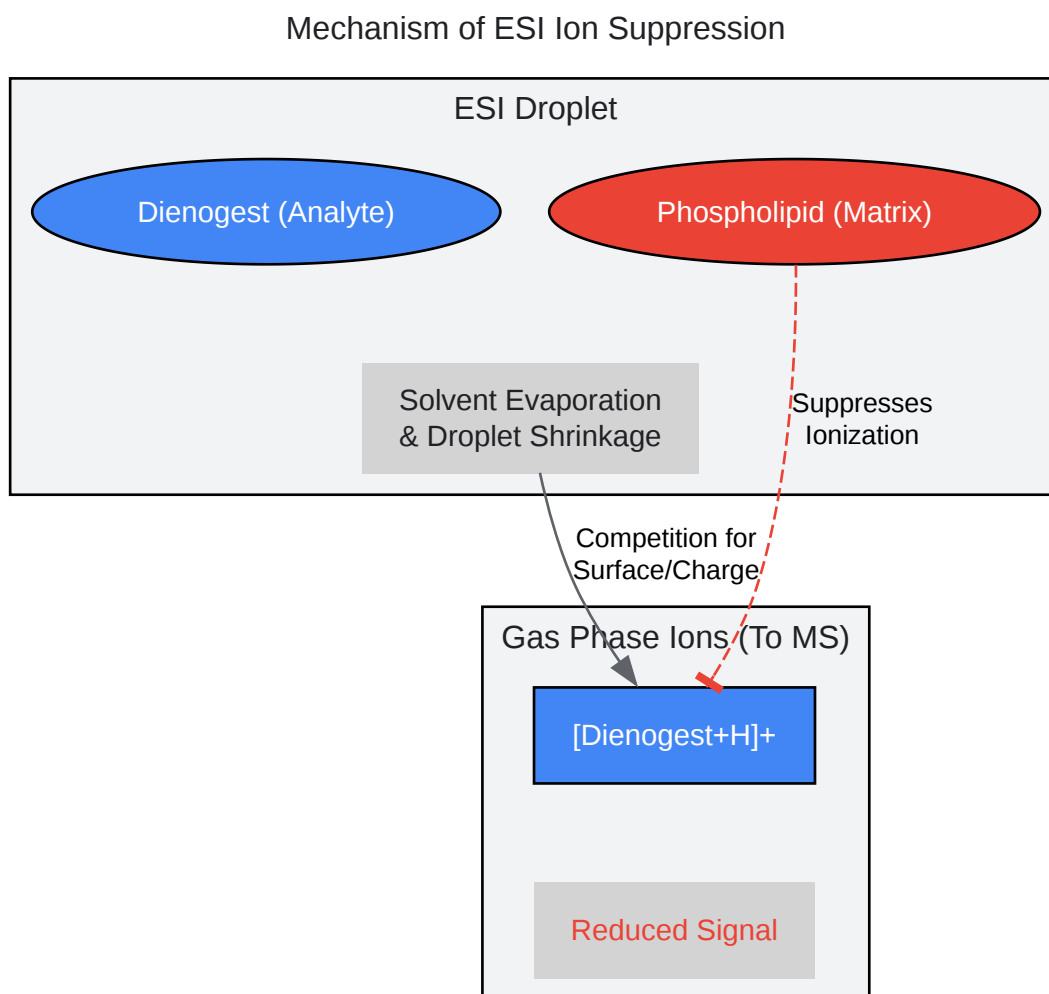 Mechanism of ESI Ion Suppression
ESI Droplet
Dienogest (Analyte)
Phospholipid (Matrix)
Solvent Evaporation
& Droplet Shrinkage
Suppresses
Ionization
Competition for
Surface/Charge
Gas Phase Ions (To MS)
[Dienogest+H]+
Reduced Signal